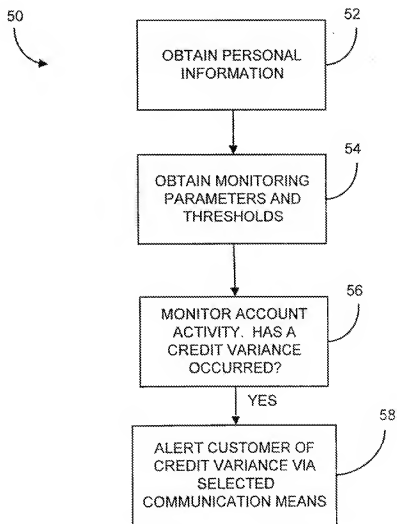 50
52
OBTAIN PERSONAL
INFORMATION
54
OBTAIN MONITORING
PARAMETERS AND
THRESHOLDS
56
MONITOR ACCOUNT
ACTIVITY. HAS A
CREDIT VARIANCE
OCCURRED?
YES
58
ALERT CUSTOMER OF
CREDIT VARIANCE VIA
SELECTED
COMMUNICATION MEANS